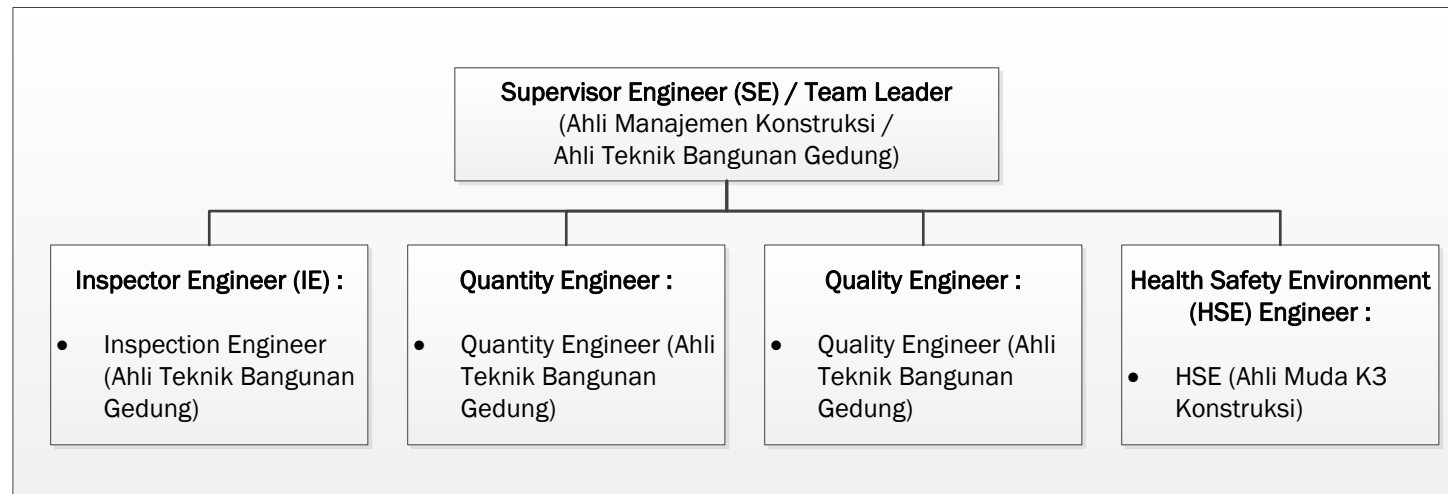 Supervisor Engineer (SE) / Team Leader
(Ahli Manajemen Konstruksi /
Ahli Teknik Bangunan Gedung)
Inspector Engineer (IE) :
• Inspection Engineer
(Ahli Teknik Bangunan
Gedung)
Quantity Engineer :
• Quantity Engineer (Ahli
Teknik Bangunan
Gedung)
Quality Engineer :
• Quality Engineer (Ahli
Teknik Bangunan
Gedung)
Health Safety Environment
(HSE) Engineer :
• HSE (Ahli Muda K3
Konstruksi)